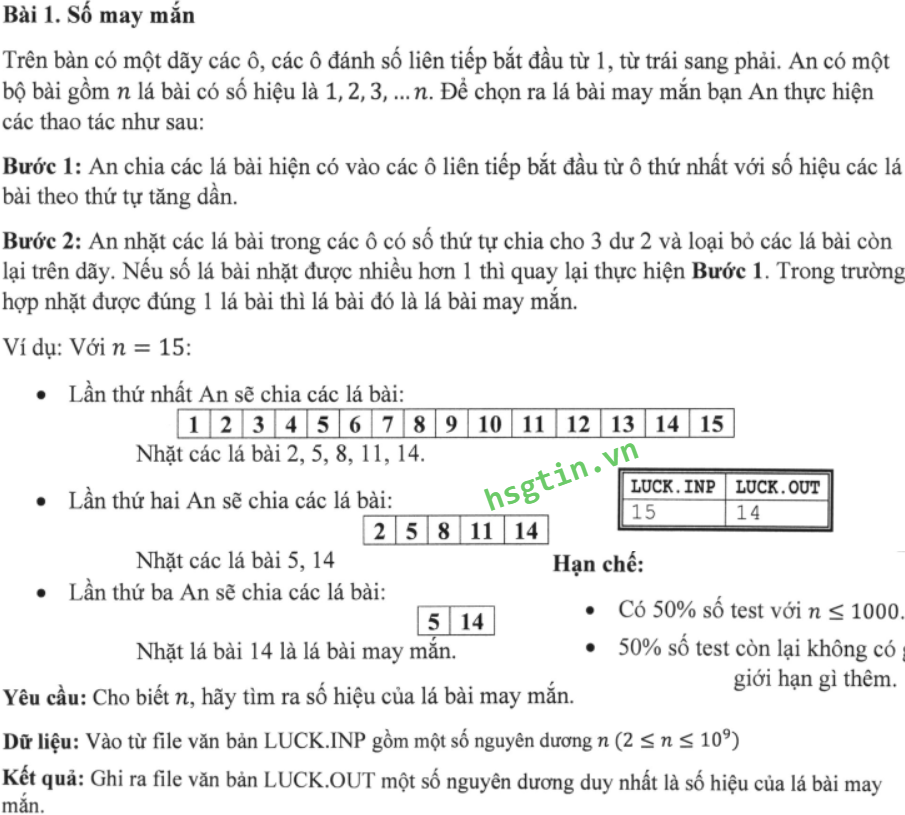 Bài 1. Số may mắn
Trên bàn có một dãy các ô, các ô đánh số liên tiếp bắt đầu từ 1, từ trái sang phải. An có một
bộ bài gồm n lá bài có số hiệu là 1, 2, 3, ... n. Để chọn ra lá bài may mắn bạn An thực hiện
các thao tác như sau:
Bước 1: An chia các lá bài hiện có vào các ô liên tiếp bắt đầu từ ô thứ nhất với số hiệu các lá
bài theo thứ tự tăng dần.
Bước 2: An nhặt các lá bài trong các ô có số thứ tự chia cho 3 dư 2 và loại bỏ các lá bài còn
lại trên dãy. Nếu số lá bài nhặt được nhiều hơn 1 thì quay lại thực hiện Bước 1. Trong trường
hợp nhặt được đúng 1 lá bài thì lá bài đó là lá bài may mắn.
Ví dụ: Với n = 15:
• Lần thứ nhất An sẽ chia các lá bài:
1 2 3 4 5 6 7 8 9 10 11 12 13 14 15
Nhặt các lá bài 2, 5, 8, 11, 14.
hsgtin.vn
• Lần thứ hai An sẽ chia các lá bài:
2 5 8 11 14
Nhặt các lá bài 5, 14
• Lần thứ ba An sẽ chia các lá bài:
5 14
Nhặt lá bài 14 là lá bài may mắn.
LUCK.INP LUCK.OUT
15 14
Hạn chế:
• Có 50% số test với n ≤ 1000.
• 50% số test còn lại không có
giới hạn gì thêm.
Yêu cầu: Cho biết n, hãy tìm ra số hiệu của lá bài may mắn.
Dữ liệu: Vào từ file văn bản LUCK.INP gồm một số nguyên dương n (2 ≤ n ≤ 10⁹)
Kết quả: Ghi ra file văn bản LUCK.OUT một số nguyên dương duy nhất là số hiệu của lá bài may
mắn.